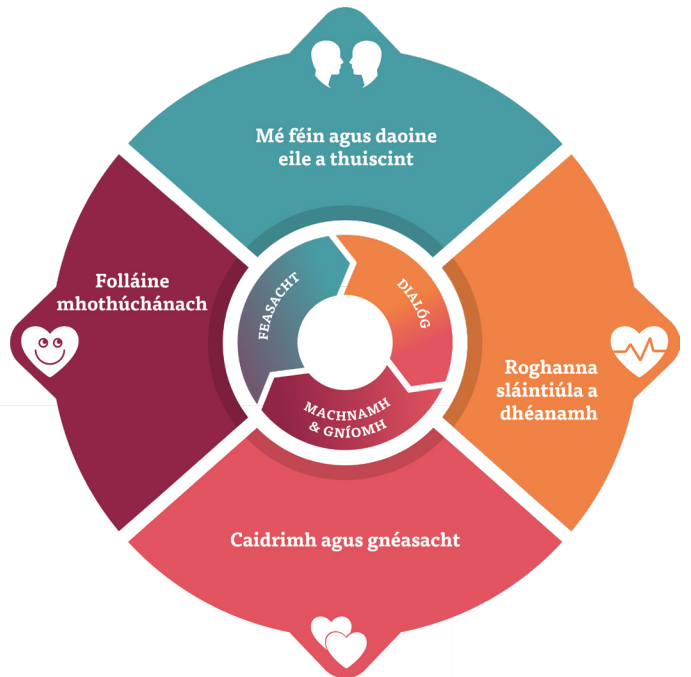 Mé féin agus daoine
eile a thuiscint
Folláine
mhothúchánach
FEASACHT
DIALÓG
Roghanna
sláintiúla a
dhéanamh
MACHNAMH
& GNÍOMH
Caidrimh agus gnéasacht